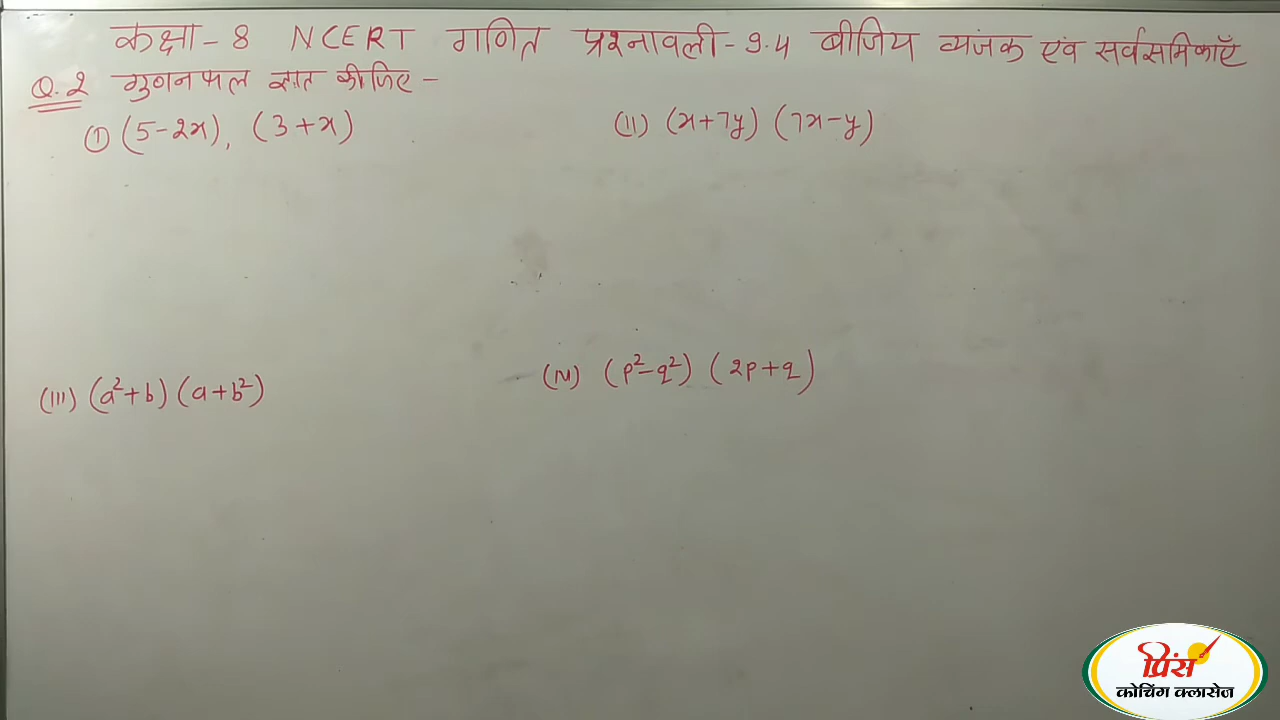 कक्षा - 8 NCERT गणित प्रश्नावली - 9.4 बीजिय व्यंजक एवं सर्वसमिकाएँ
Q.2 गुणनफल ज्ञात कीजिए -
(I) (5-2x), (3+x) (II) (x+7y) (7x-y)
(III) (a²+b) (a+b²) (IV) (p²-q²) (2p+q)
प्रिंस
कोचिंग क्लासेज